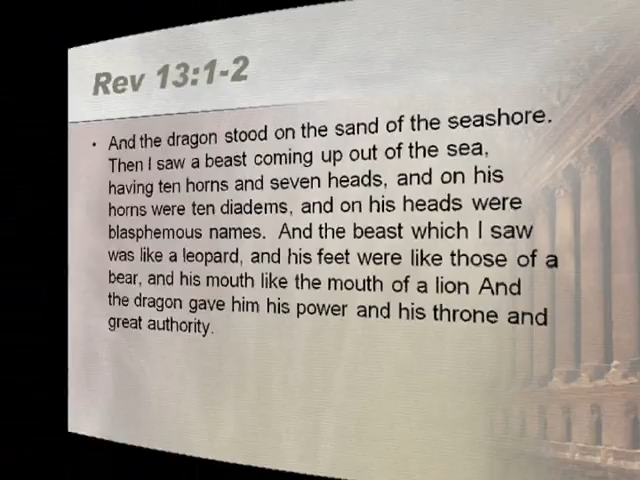 Rev 13:1-2
• And the dragon stood on the sand of the seashore.
Then I saw a beast coming up out of the sea,
having ten horns and seven heads, and on his
horns were ten diadems, and on his heads were
blasphemous names.  And the beast which I saw
was like a leopard, and his feet were like those of a
bear, and his mouth like the mouth of a lion And
the dragon gave him his power and his throne and
great authority.